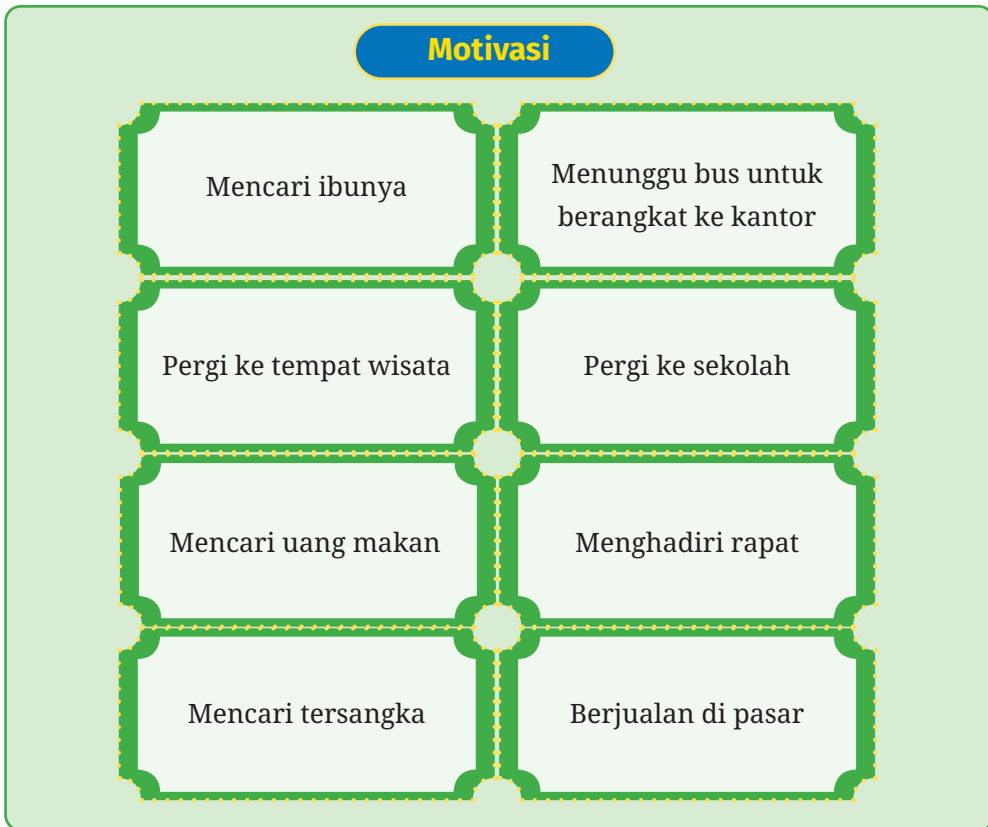 Motivasi
Mencari ibunya
Menunggu bus untuk
berangkat ke kantor
Pergi ke tempat wisata
Pergi ke sekolah
Mencari uang makan
Menghadiri rapat
Mencari tersangka
Berjualan di pasar